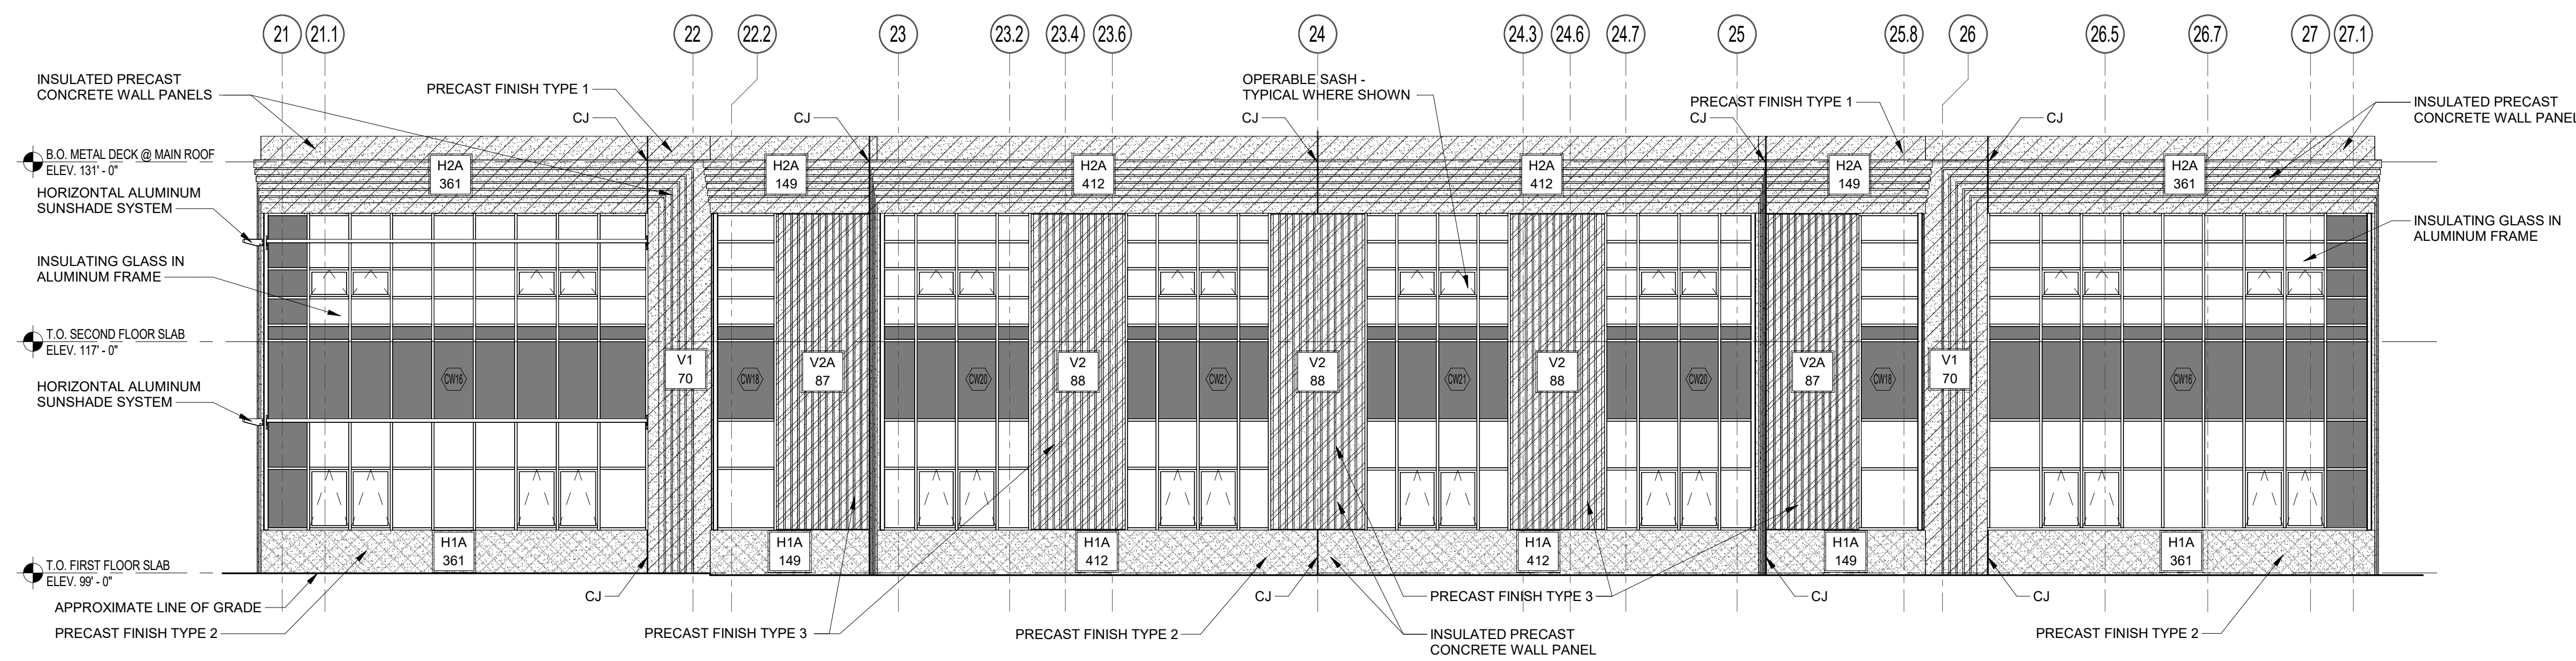 21 21.1 22 22.2 23 23.2 23.4 23.6 24 24.3 24.6 24.7 25 25.8 26 26.5 26.7 27 27.1
INSULATED PRECAST
CONCRETE WALL PANELS
PRECAST FINISH TYPE 1
CJ
CJ
OPERABLE SASH -
TYPICAL WHERE SHOWN
CJ
PRECAST FINISH TYPE 1
CJ
CJ
INSULATED PRECAST
CONCRETE WALL PANEL
B.O. METAL DECK @ MAIN ROOF
ELEV. 131' - 0"
H2A
361
H2A
149
H2A
412
H2A
412
H2A
149
H2A
361
HORIZONTAL ALUMINUM
SUNSHADE SYSTEM
INSULATING GLASS IN
ALUMINUM FRAME
INSULATING GLASS IN
ALUMINUM FRAME
T.O. SECOND FLOOR SLAB
ELEV. 117' - 0"
CW16
V1
70
CW18
V2A
87
CW20
V2
88
CW21
V2
88
CW21
V2
88
CW20
V2A
87
CW18
V1
70
CW16
HORIZONTAL ALUMINUM
SUNSHADE SYSTEM
H1A
361
H1A
149
H1A
412
H1A
412
H1A
149
H1A
361
T.O. FIRST FLOOR SLAB
ELEV. 99' - 0"
APPROXIMATE LINE OF GRADE
CJ
CJ
PRECAST FINISH TYPE 3
CJ
CJ
PRECAST FINISH TYPE 2
PRECAST FINISH TYPE 3
PRECAST FINISH TYPE 2
INSULATED PRECAST
CONCRETE WALL PANEL
PRECAST FINISH TYPE 2